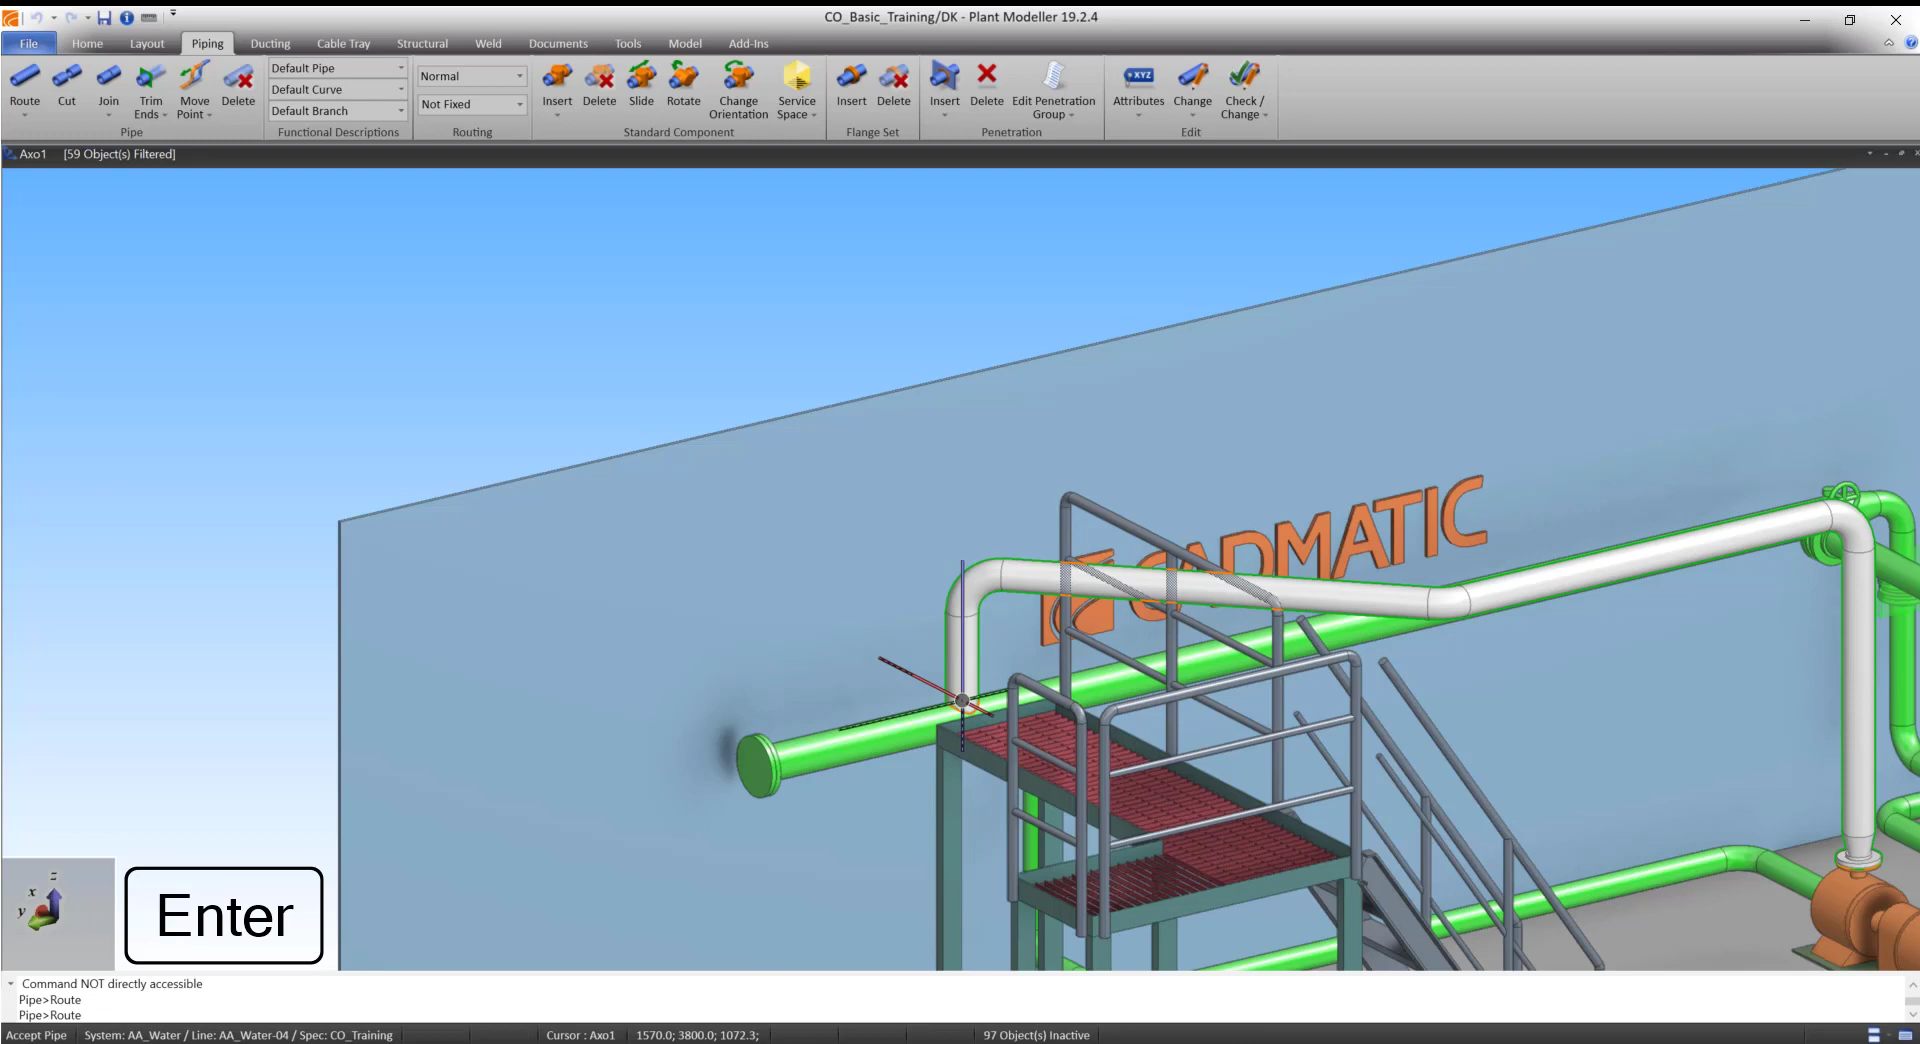 CO_Basic_Training/DK - Plant Modeller 19.2.4
File Home Layout Piping Ducting Cable Tray Structural Weld Documents Tools Model Add-Ins
Route Cut Join Trim Ends Move Point Delete
Pipe
Default Pipe
Default Curve
Default Branch
Functional Descriptions
Normal
Not Fixed
Routing
Insert Delete Slide Rotate Change Orientation Service Space
Standard Component
Insert Delete
Flange Set
Insert Delete Edit Penetration Group
Penetration
XYZ
Attributes Change Check / Change
Edit
Axo1 [59 Object(s) Filtered]
CADMATIC
z
x
y
Enter
Command NOT directly accessible
Pipe>Route
Pipe>Route
Accept Pipe System: AA_Water / Line: AA_Water-04 / Spec: CO_Training Cursor : Axo1 1570.0; 3800.0; 1072.3; 97 Object(s) Inactive